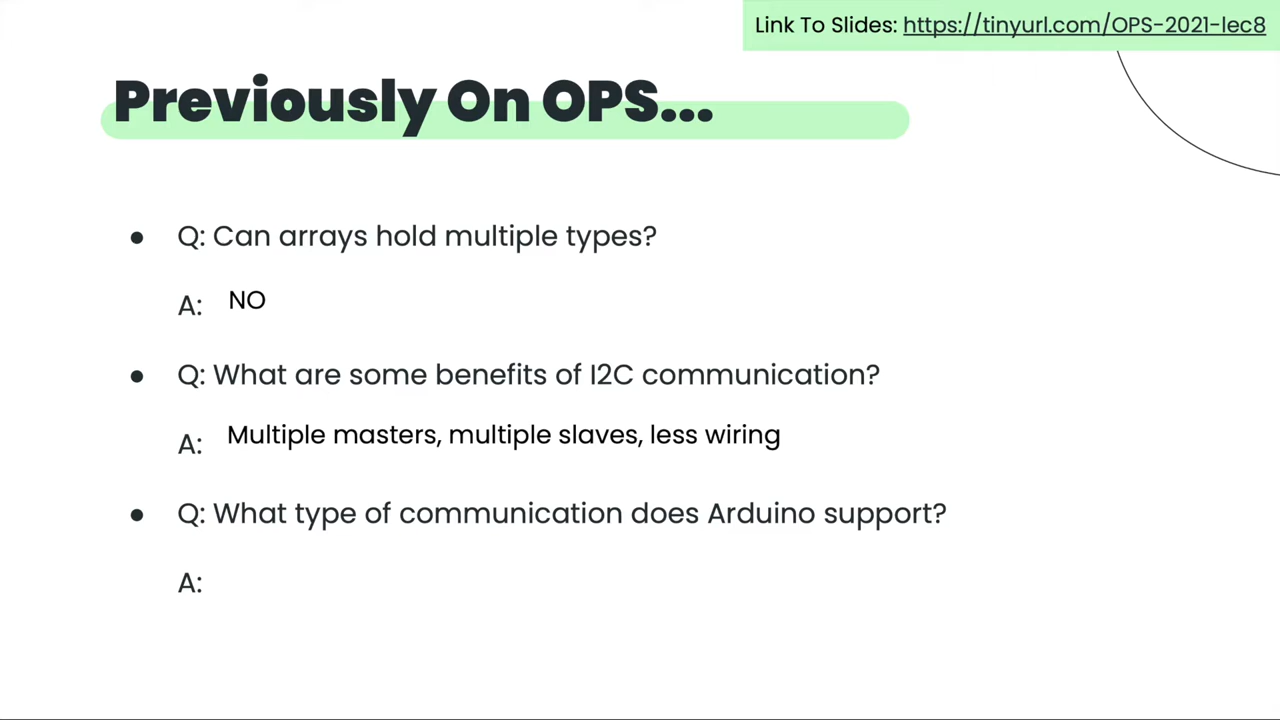 Link To Slides: https://tinyurl.com/OPS-2021-lec8
Previously On OPS...
● Q: Can arrays hold multiple types?
A: NO
● Q: What are some benefits of I2C communication?
A: Multiple masters, multiple slaves, less wiring
● Q: What type of communication does Arduino support?
A: